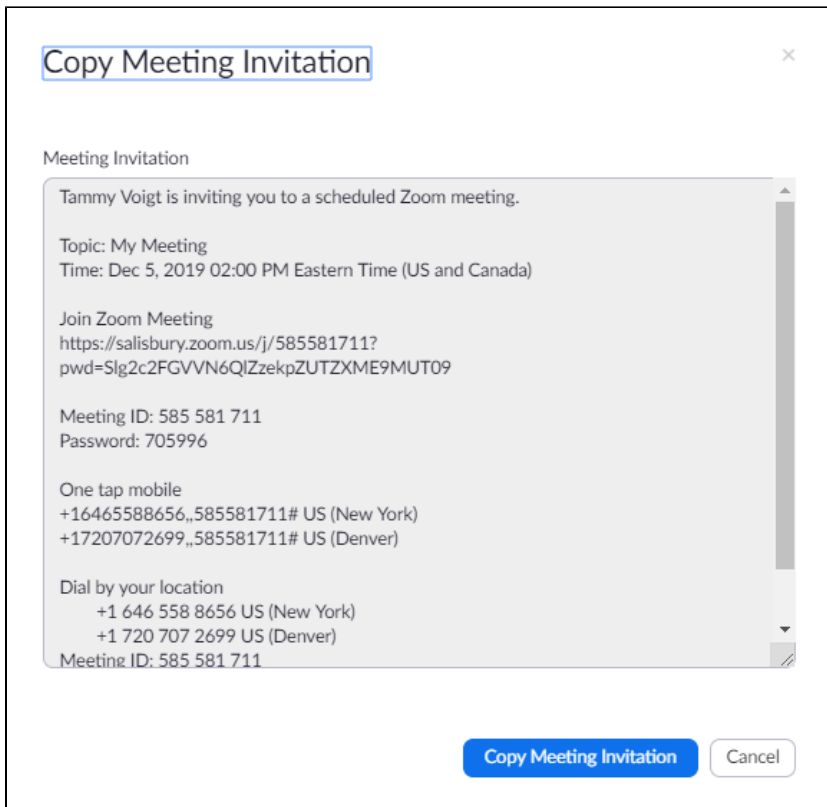 Copy Meeting Invitation
×
Meeting Invitation
Tammy Voigt is inviting you to a scheduled Zoom meeting.
Topic: My Meeting
Time: Dec 5, 2019 02:00 PM Eastern Time (US and Canada)
Join Zoom Meeting
https://salisbury.zoom.us/j/585581711?
pwd=Slg2c2FGVVN6QlZzekpZUTZXME9MUT09
Meeting ID: 585 581 711
Password: 705996
One tap mobile
+16465588656,,585581711# US (New York)
+17207072699,,585581711# US (Denver)
Dial by your location
+1 646 558 8656 US (New York)
+1 720 707 2699 US (Denver)
Meeting ID: 585 581 711
Copy Meeting Invitation
Cancel